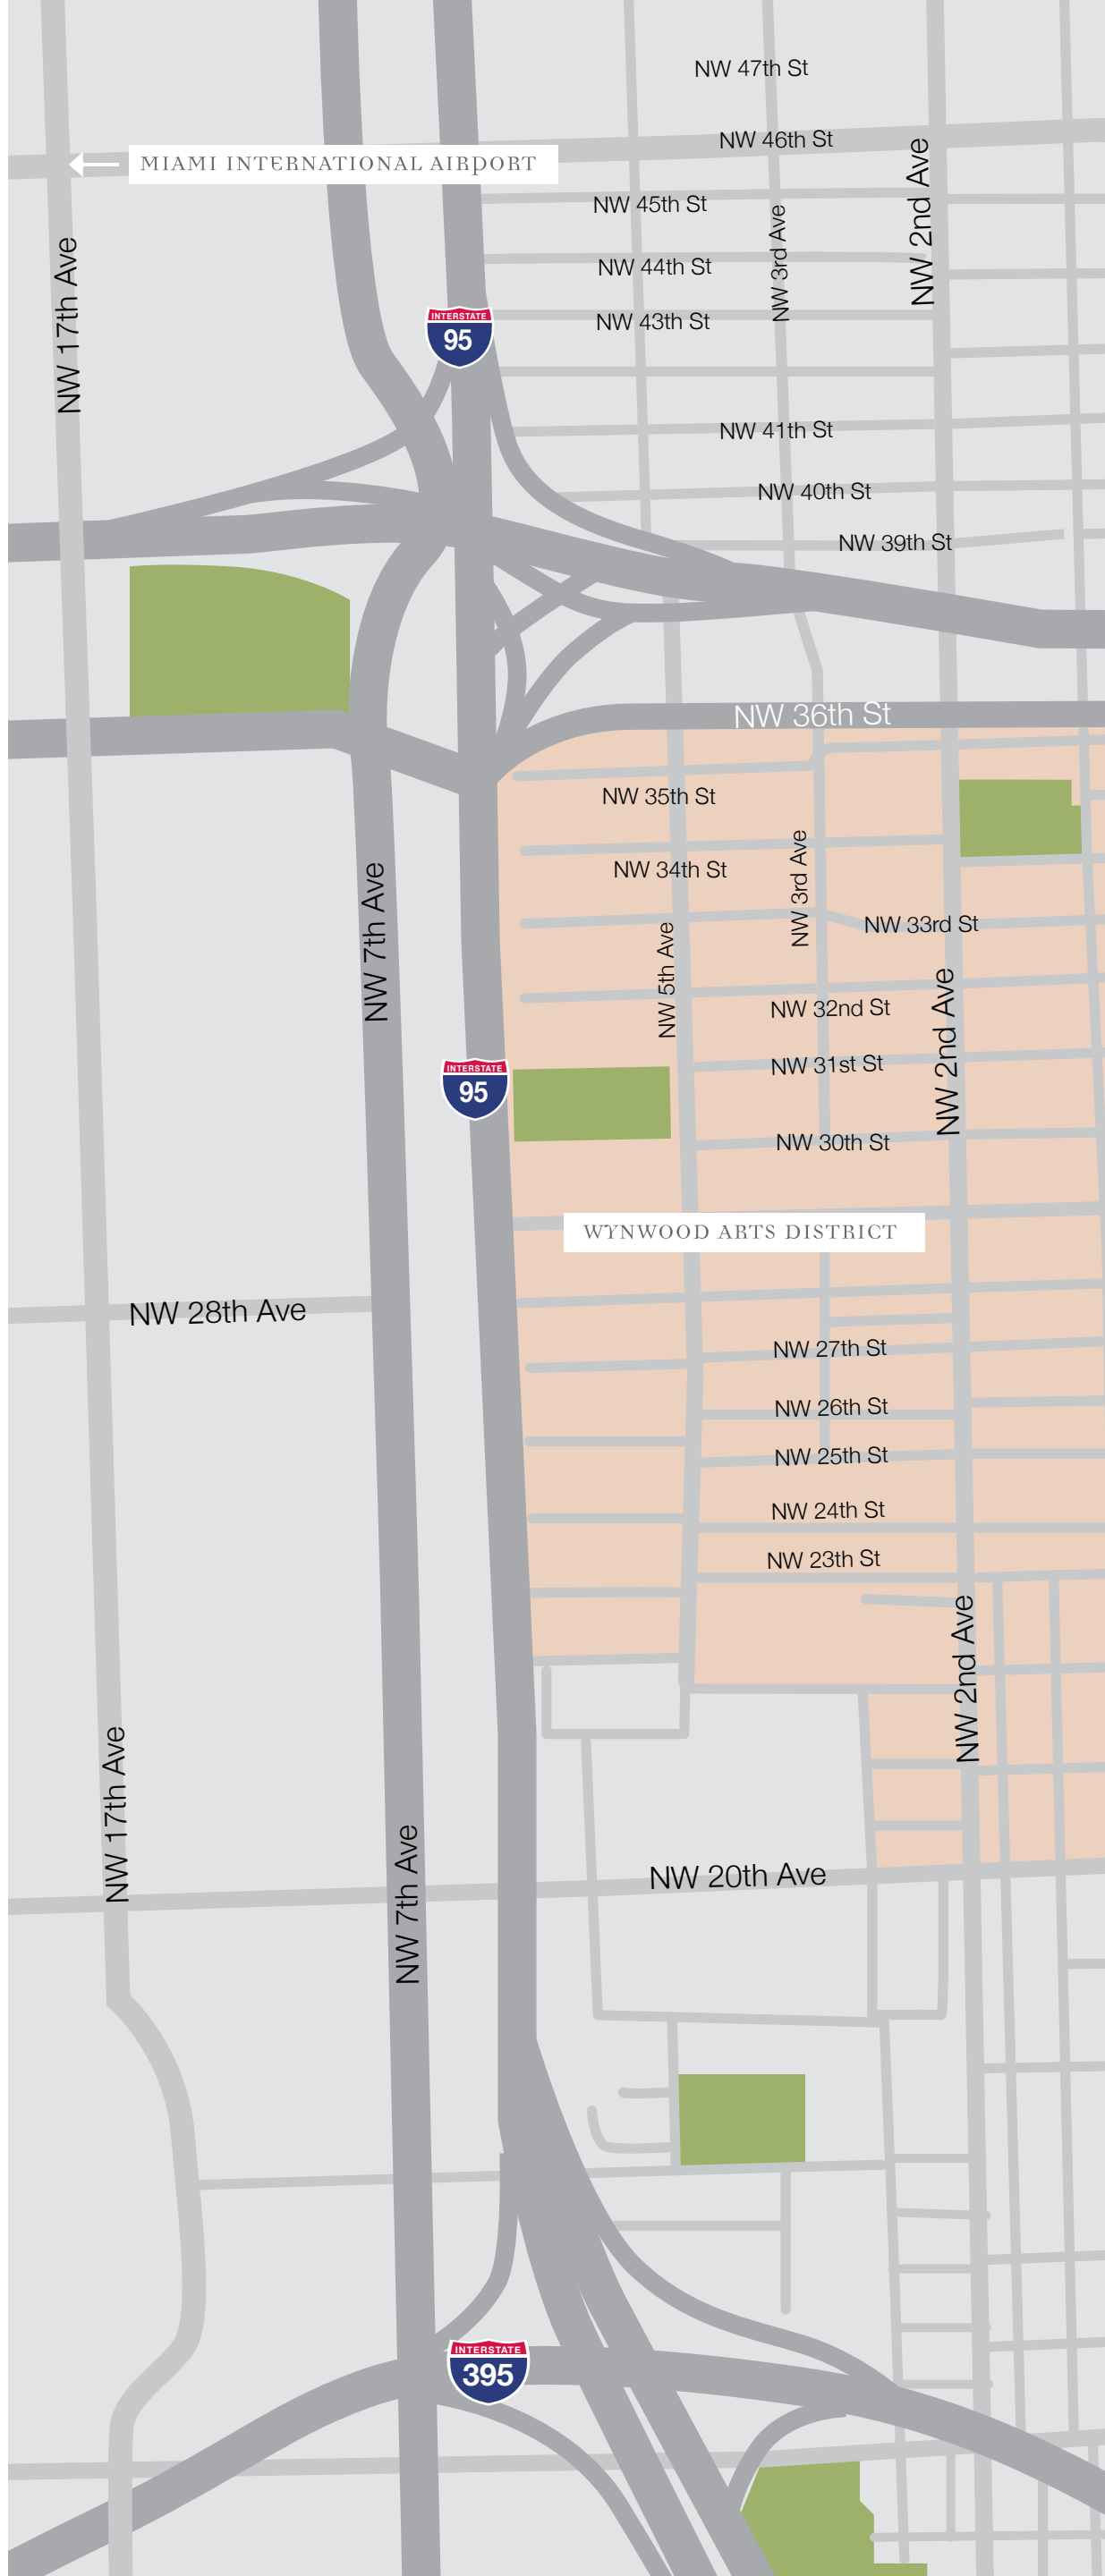 NW 47th St
NW 46th St
MIAMI INTERNATIONAL AIRPORT
NW 2nd Ave
NW 45th St
NW 3rd Ave
NW 17th Ave
NW 44th St
INTERSTATE
95
NW 43th St
NW 41th St
NW 40th St
NW 39th St
NW 36th St
NW 35th St
NW 3rd Ave
NW 34th St
NW 7th Ave
NW 33rd St
NW 5th Ave
NW 2nd Ave
NW 32nd St
INTERSTATE
95
NW 31st St
NW 30th St
WYNWOOD ARTS DISTRICT
NW 28th Ave
NW 27th St
NW 26th St
NW 25th St
NW 24th St
NW 23th St
NW 2nd Ave
NW 17th Ave
NW 7th Ave
NW 20th Ave
INTERSTATE
395